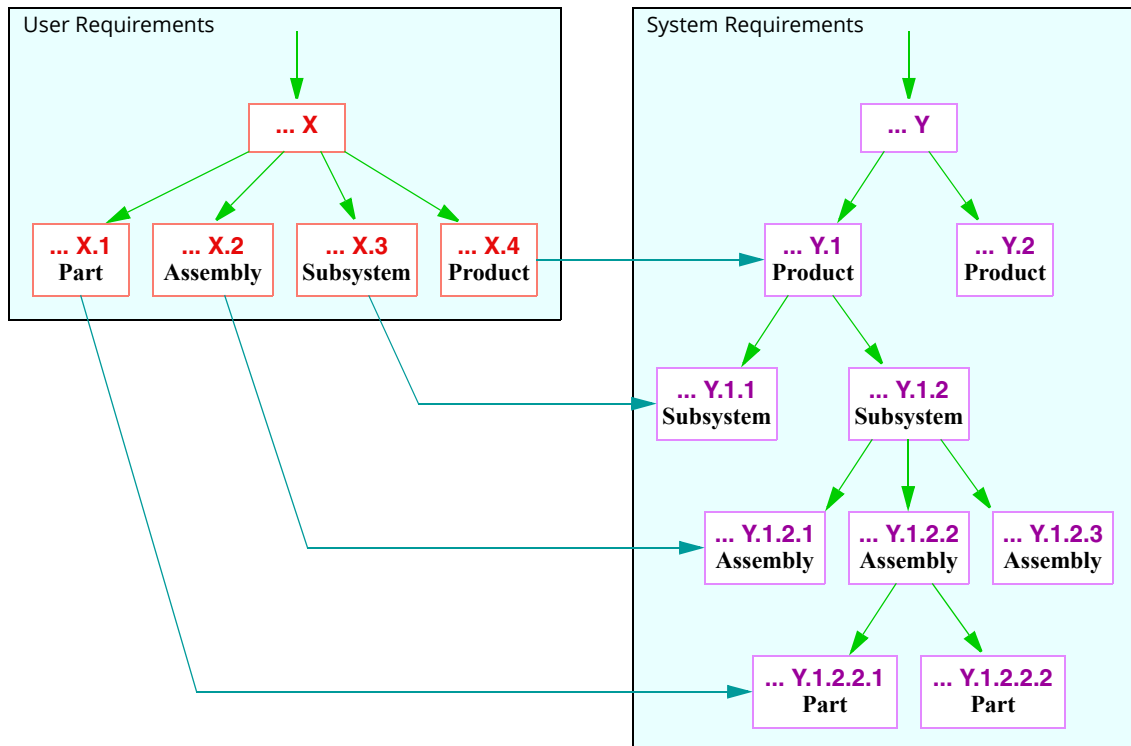 User Requirements
... X
... X.1
Part
... X.2
Assembly
... X.3
Subsystem
... X.4
Product
System Requirements
... Y
... Y.1
Product
... Y.2
Product
... Y.1.1
Subsystem
... Y.1.2
Subsystem
... Y.1.2.1
Assembly
... Y.1.2.2
Assembly
... Y.1.2.3
Assembly
... Y.1.2.2.1
Part
... Y.1.2.2.2
Part